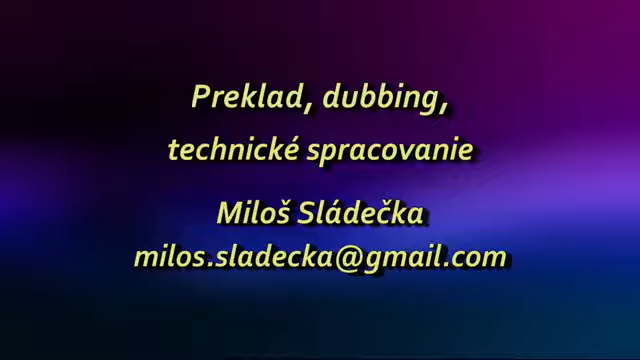 Preklad, dubbing,
technické spracovanie
Miloš Sládečka
milos.sladecka@gmail.com